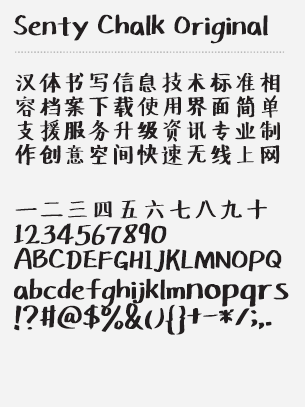 Senty Chalk Original
汉体书写信息技术标准相
容档案下载使用界面简单
支援服务升级资讯专业制
作创意空间快速无线上网
一二三四五六七八九十
1234567890
ABCDEFGHIJKLMNOPQ
abcdefghijklmnopqrs
!?#@$%&(){}+-*/;,.